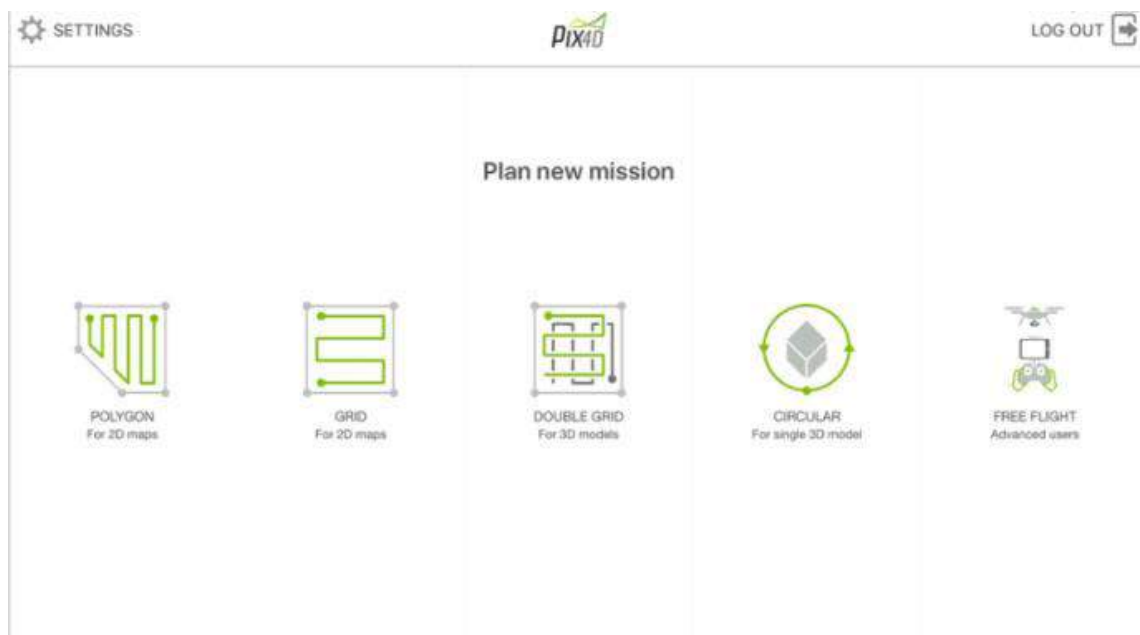 SETTINGS
PIX4D
LOG OUT
Plan new mission
POLYGON
For 2D maps
GRID
For 2D maps
DOUBLE GRID
For 3D models
CIRCULAR
For single 3D model
FREE FLIGHT
Advanced users